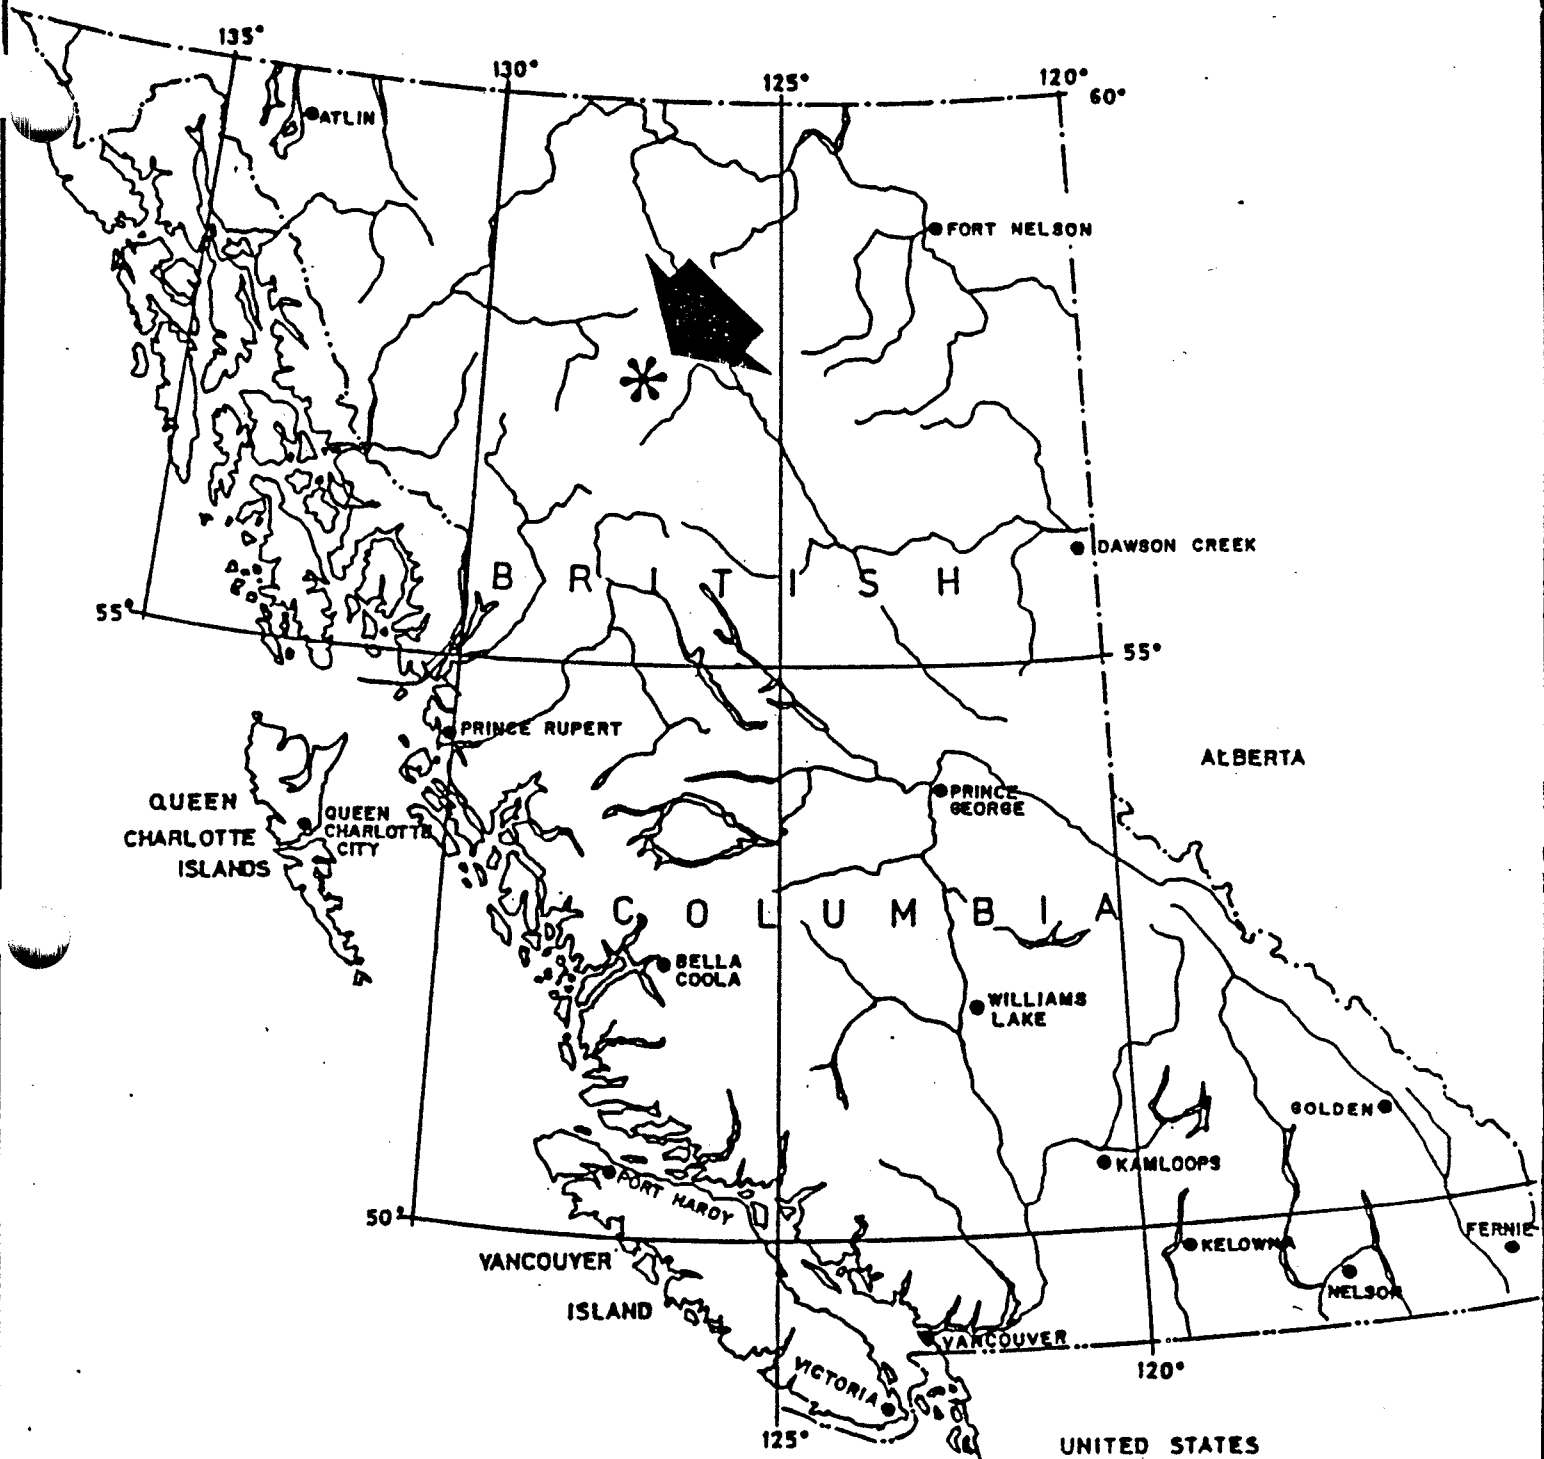 135°
130°
125°
120°
60°
ATLIN
FORT NELSON
DAWSON CREEK
BRITISH
55°
55°
PRINCE RUPERT
ALBERTA
QUEEN
CHARLOTTE
ISLANDS
QUEEN
CHARLOTTE
CITY
PRINCE
GEORGE
COLUMBIA
BELLA
COOLA
WILLIAMS
LAKE
GOLDEN
KAMLOOPS
PORT HARDY
50°
KELOWNA
FERNIE
NELSON
VANCOUVER
ISLAND
VANCOUVER
VICTORIA
120°
125°
UNITED STATES